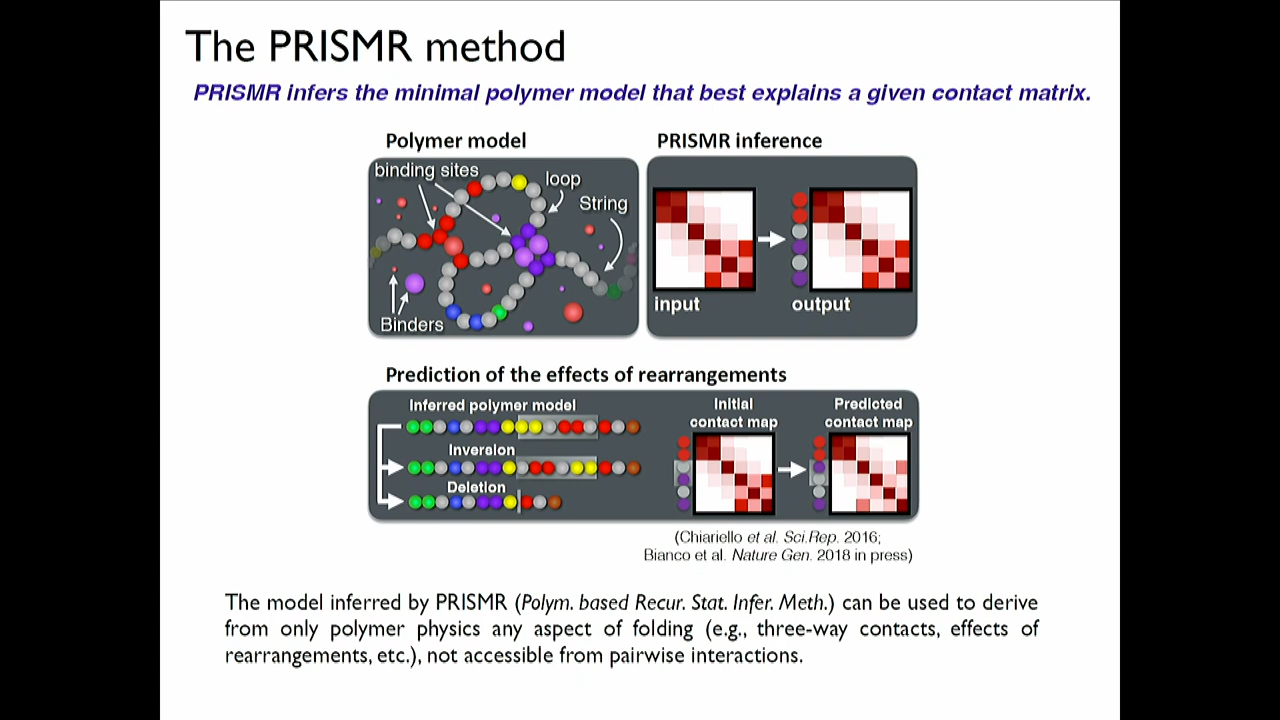 The PRISMR method
PRISMR infers the minimal polymer model that best explains a given contact matrix.
Polymer model
binding sites
loop
String
Binders
PRISMR inference
input
output
Prediction of the effects of rearrangements
Inferred polymer model
Inversion
Deletion
Initial
contact map
Predicted
contact map
(Chiariello et al. Sci.Rep. 2016;
Bianco et al. Nature Gen. 2018 in press)
The model inferred by PRISMR (Polym. based Recur. Stat. Infer. Meth.) can be used to derive
from only polymer physics any aspect of folding (e.g., three-way contacts, effects of
rearrangements, etc.), not accessible from pairwise interactions.